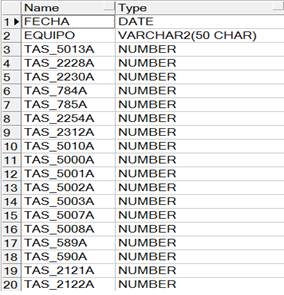 Name Type
1 FECHA DATE
2 EQUIPO VARCHAR2(50 CHAR)
3 TAS_5013A NUMBER
4 TAS_2228A NUMBER
5 TAS_2230A NUMBER
6 TAS_784A NUMBER
7 TAS_785A NUMBER
8 TAS_2254A NUMBER
9 TAS_2312A NUMBER
10 TAS_5010A NUMBER
11 TAS_5000A NUMBER
12 TAS_5001A NUMBER
13 TAS_5002A NUMBER
14 TAS_5003A NUMBER
15 TAS_5007A NUMBER
16 TAS_5008A NUMBER
17 TAS_589A NUMBER
18 TAS_590A NUMBER
19 TAS_2121A NUMBER
20 TAS_2122A NUMBER